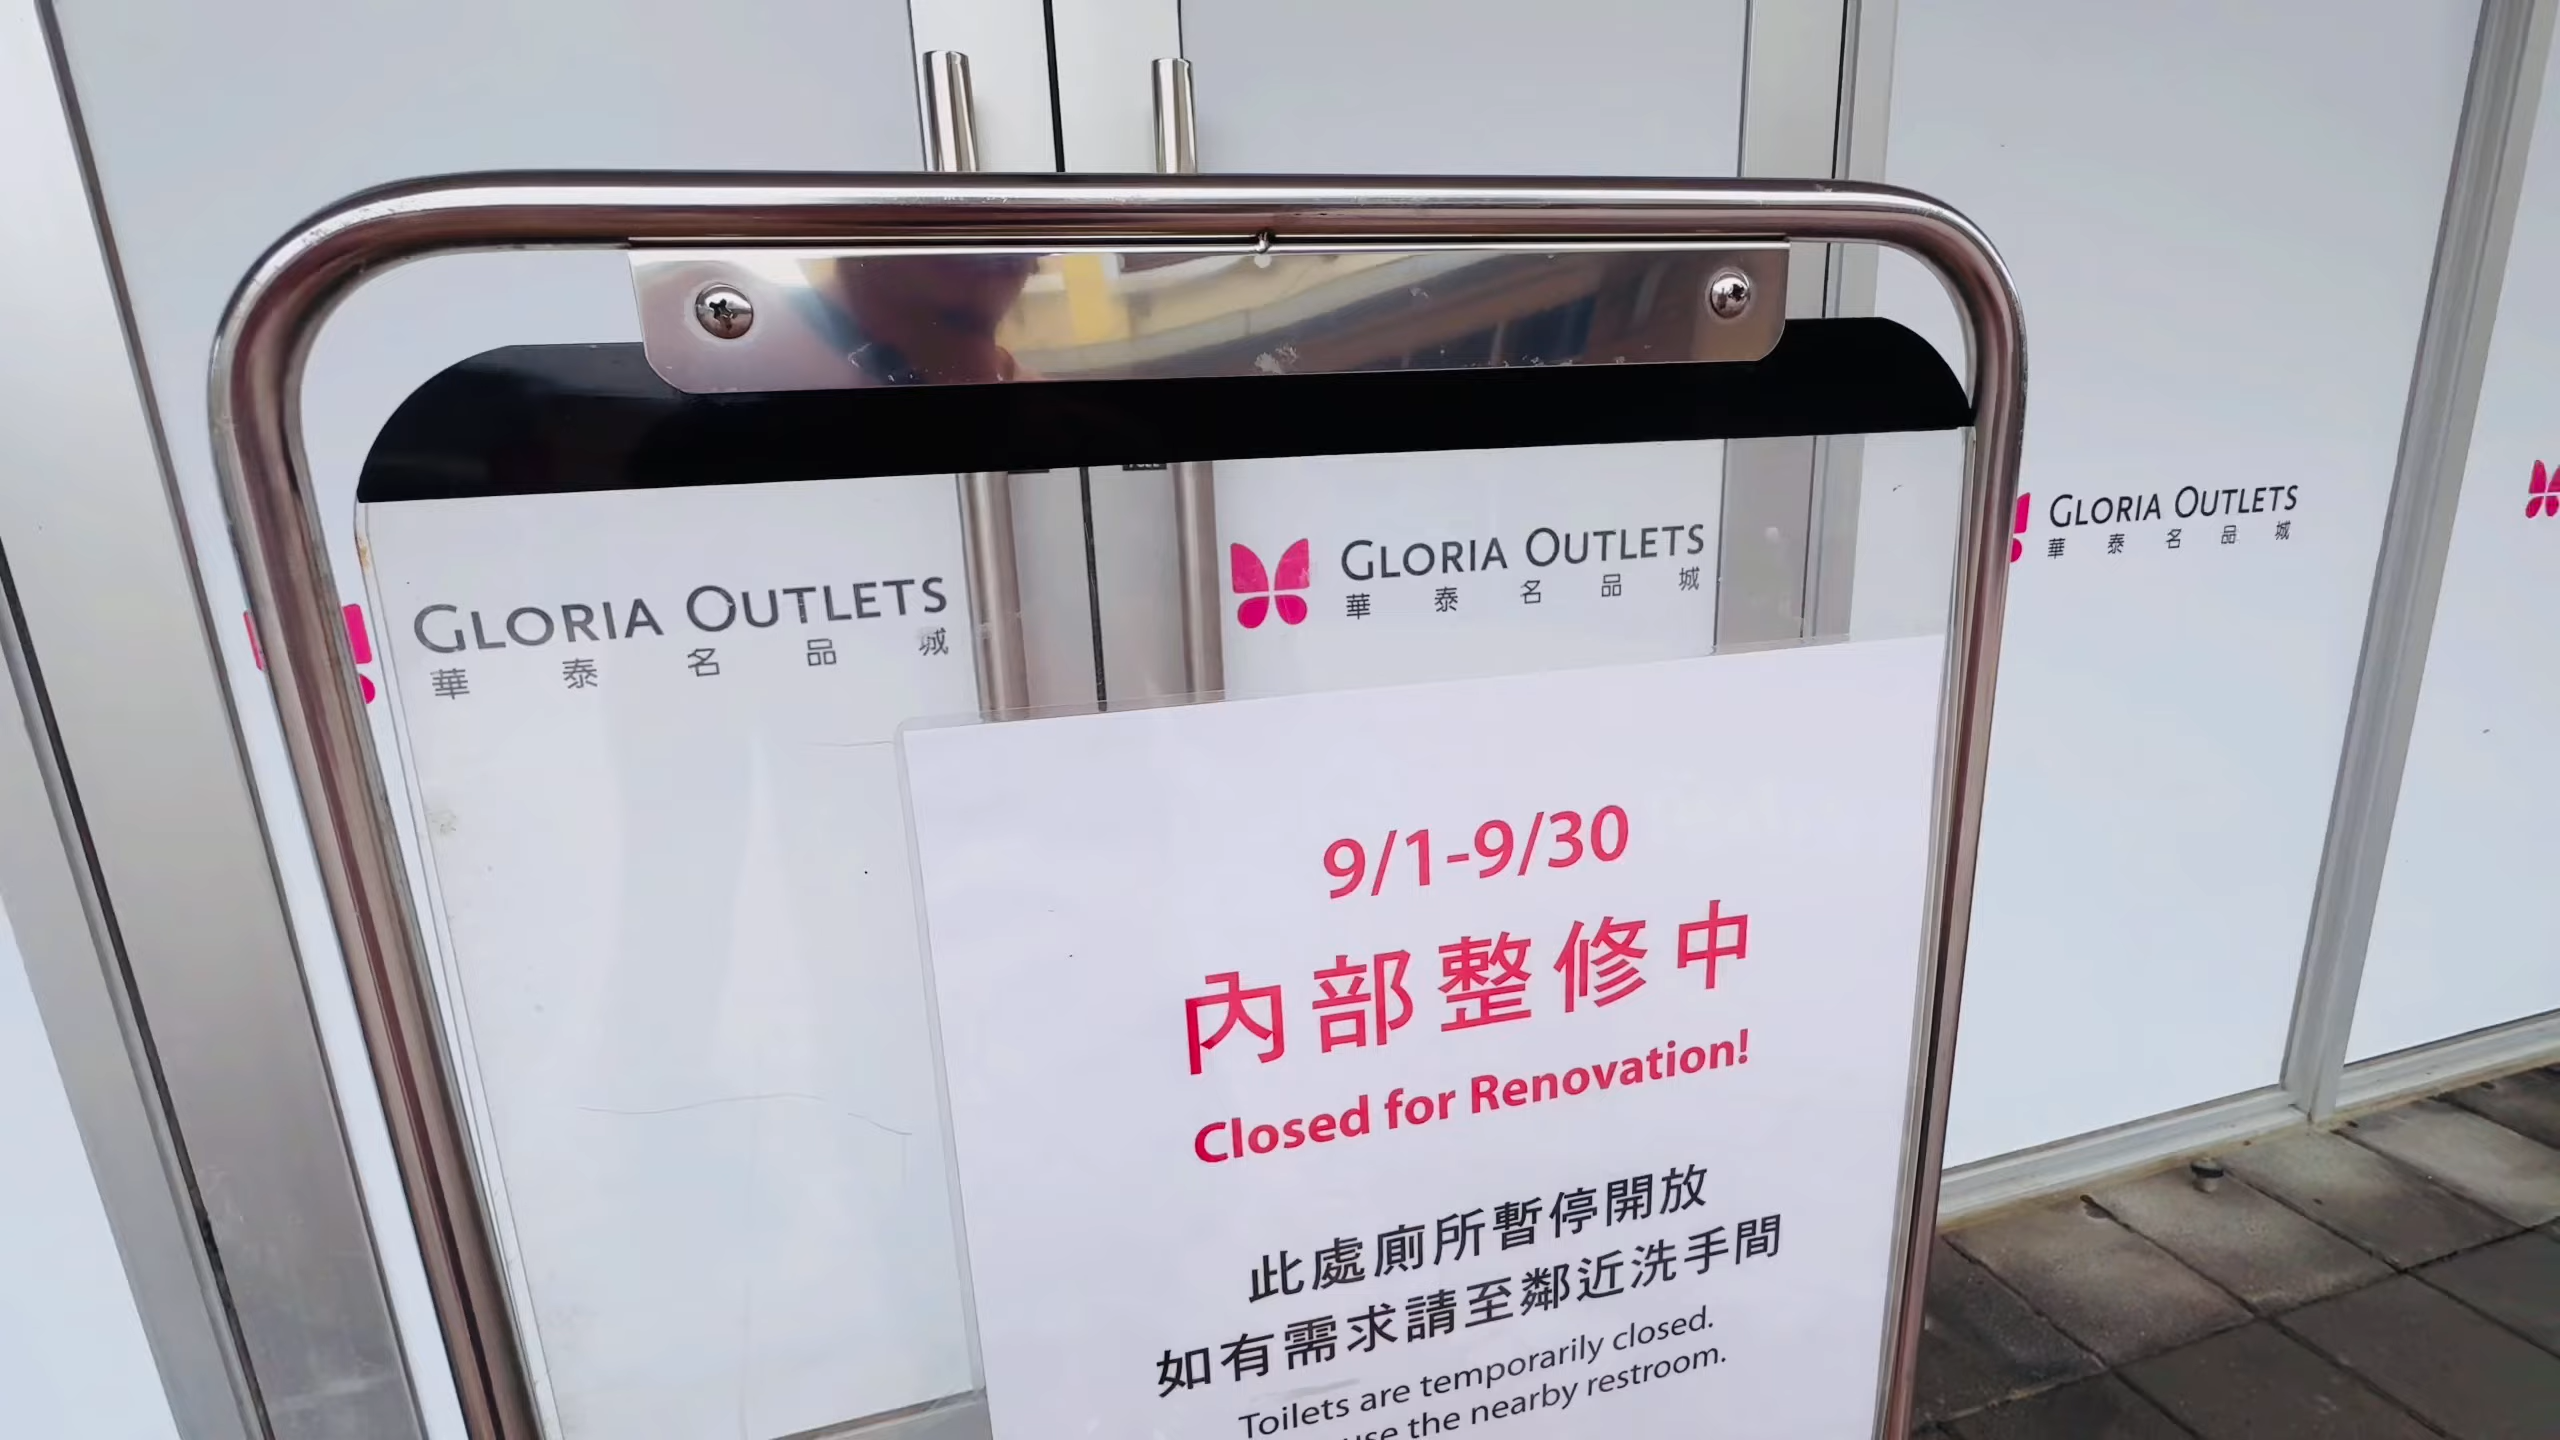 GLORIA OUTLETS
華泰名品城
GLORIA OUTLETS
華泰名品城
GLORIA OUTLETS
華泰名品城
9/1-9/30
內部整修中
Closed for Renovation!
此處廁所暫停開放
如有需求請至鄰近洗手間
Toilets are temporarily closed.
use the nearby restroom.